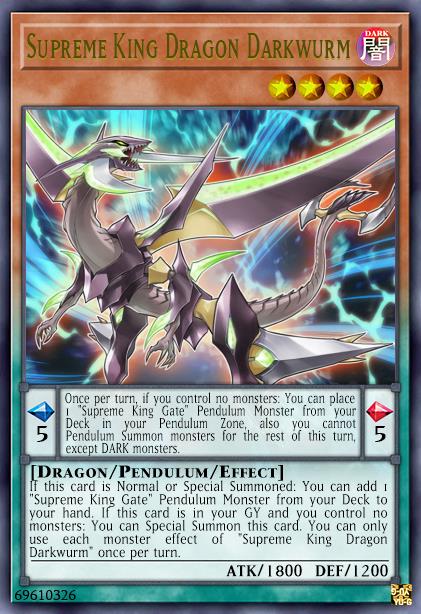 Supreme King Dragon Darkwurm
DARK
闇
Once per turn, if you control no monsters: You can place
1 "Supreme King Gate" Pendulum Monster from your
Deck in your Pendulum Zone, also you cannot
Pendulum Summon monsters for the rest of this turn,
except DARK monsters.
5
5
[Dragon/Pendulum/Effect]
If this card is Normal or Special Summoned: You can add 1
"Supreme King Gate" Pendulum Monster from your Deck to
your hand. If this card is in your GY and you control no
monsters: You can Special Summon this card. You can only
use each monster effect of "Supreme King Dragon
Darkwurm" once per turn.
ATK/1800 DEF/1200
69610326